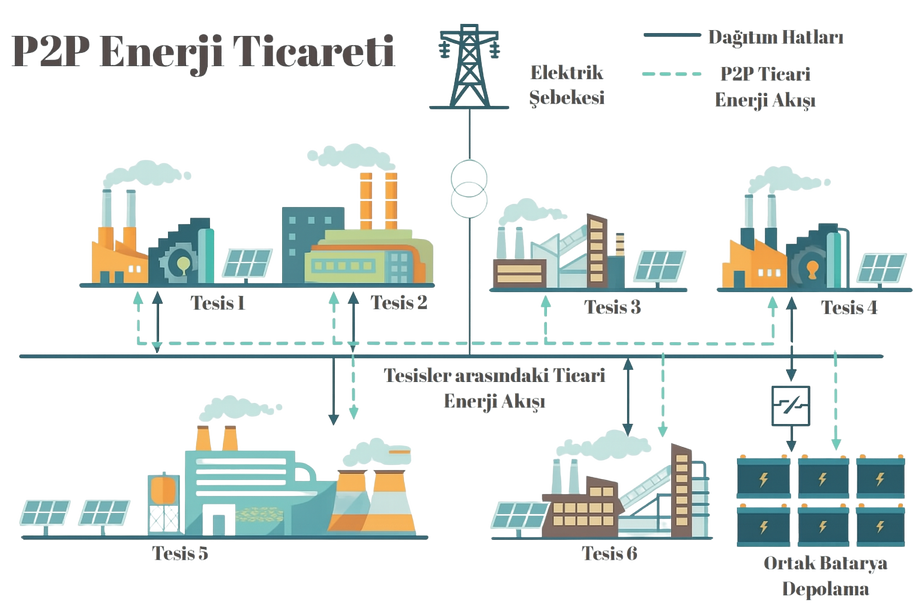 P2P Enerji Ticareti
Elektrik
Şebekesi
Dağıtım Hatları
P2P Ticari
Enerji Akışı
Tesis 1
Tesis 2
Tesis 3
Tesis 4
Tesisler arasındaki Ticari
Enerji Akışı
Tesis 5
Tesis 6
Ortak Batarya
Depolama